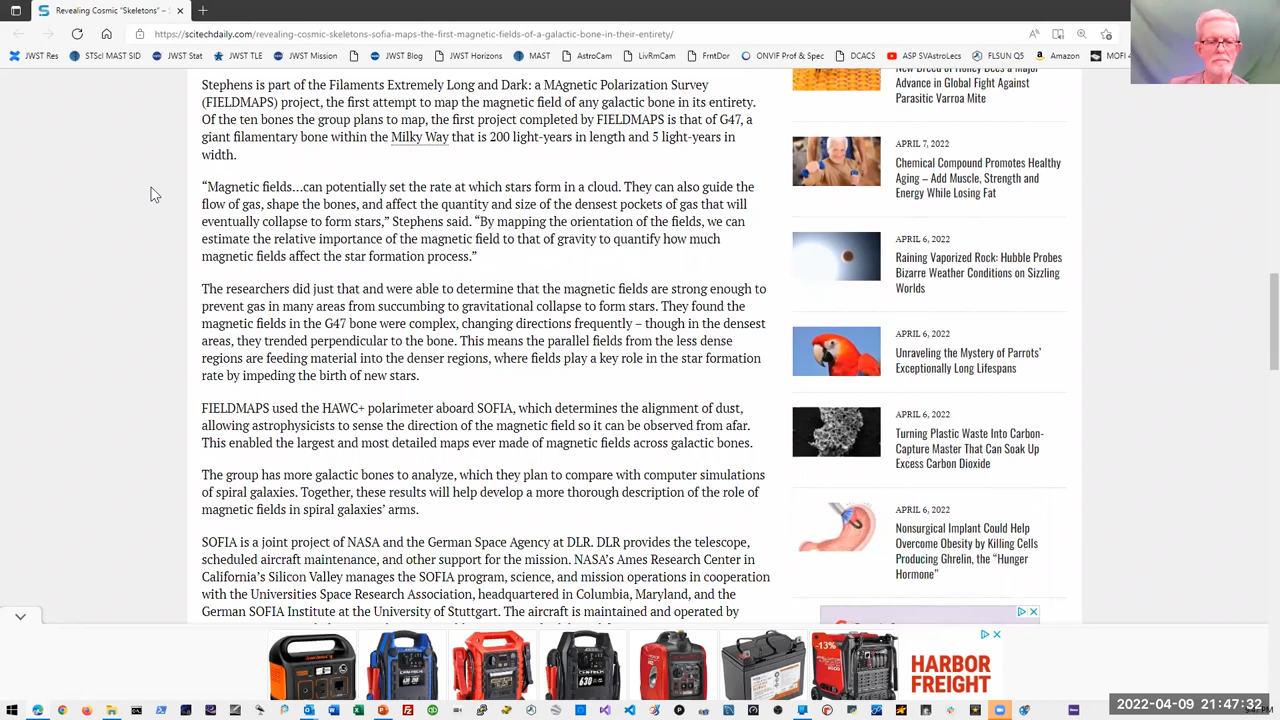 Revealing Cosmic "Skeletons" –
https://scitechdaily.com/revealing-cosmic-skeletons-sofia-maps-the-first-magnetic-fields-of-a-galactic-bone-in-their-entirety/
JWST Res STScI MAST SID JWST Stat JWST TLE JWST Mission JWST Blog JWST Horizons MAST AstroCam LivRmCam FrntDor ONVIF Prof & Spec DCACS ASP SVAstroLecs FLSUN Q5 Amazon MOFI
Stephens is part of the Filaments Extremely Long and Dark: a MAgnetic Polarization Survey
(FIELDMAPS) project, the first attempt to map the magnetic field of any galactic bone in its entirety.
Of the ten bones the group plans to map, the first project completed by FIELDMAPS is that of G47, a
giant filamentary bone within the Milky Way that is 200 light-years in length and 5 light-years in
width.
“Magnetic fields…can potentially set the rate at which stars form in a cloud. They can also guide the
flow of gas, shape the bones, and affect the quantity and size of the densest pockets of gas that will
eventually collapse to form stars,” Stephens said. “By mapping the orientation of the fields, we can
estimate the relative importance of the magnetic field to that of gravity to quantify how much
magnetic fields affect the star formation process.”
The researchers did just that and were able to determine that the magnetic fields are strong enough to
prevent gas in many areas from succumbing to gravitational collapse to form stars. They found the
magnetic fields in the G47 bone were complex, changing directions frequently – though in the densest
areas, they trended perpendicular to the bone. This means the parallel fields from the less dense
regions are feeding material into the denser regions, where fields play a key role in the star formation
rate by impeding the birth of new stars.
FIELDMAPS used the HAWC+ polarimeter aboard SOFIA, which determines the alignment of dust,
allowing astrophysicists to sense the direction of the magnetic field so it can be observed from afar.
This enabled the largest and most detailed maps ever made of magnetic fields across galactic bones.
The group has more galactic bones to analyze, which they plan to compare with computer simulations
of spiral galaxies. Together, these results will help develop a more thorough description of the role of
magnetic fields in spiral galaxies’ arms.
SOFIA is a joint project of NASA and the German Space Agency at DLR. DLR provides the telescope,
scheduled aircraft maintenance, and other support for the mission. NASA’s Ames Research Center in
California’s Silicon Valley manages the SOFIA program, science, and mission operations in cooperation
with the Universities Space Research Association, headquartered in Columbia, Maryland, and the
German SOFIA Institute at the University of Stuttgart. The aircraft is maintained and operated by
New Breed of Honey Bees a Major
Advance in Global Fight Against
Parasitic Varroa Mite
APRIL 7, 2022
Chemical Compound Promotes Healthy
Aging – Add Muscle, Strength and
Energy While Losing Fat
APRIL 6, 2022
Raining Vaporized Rock: Hubble Probes
Bizarre Weather Conditions on Sizzling
Worlds
APRIL 6, 2022
Unraveling the Mystery of Parrots’
Exceptionally Long Lifespans
APRIL 6, 2022
Turning Plastic Waste Into Carbon-
Capture Master That Can Soak Up
Excess Carbon Dioxide
APRIL 6, 2022
Nonsurgical Implant Could Help
Overcome Obesity by Killing Cells
Producing Ghrelin, the “Hunger
Hormone”
-13%
630
HARBOR
FREIGHT
2022-04-09 21:47:32